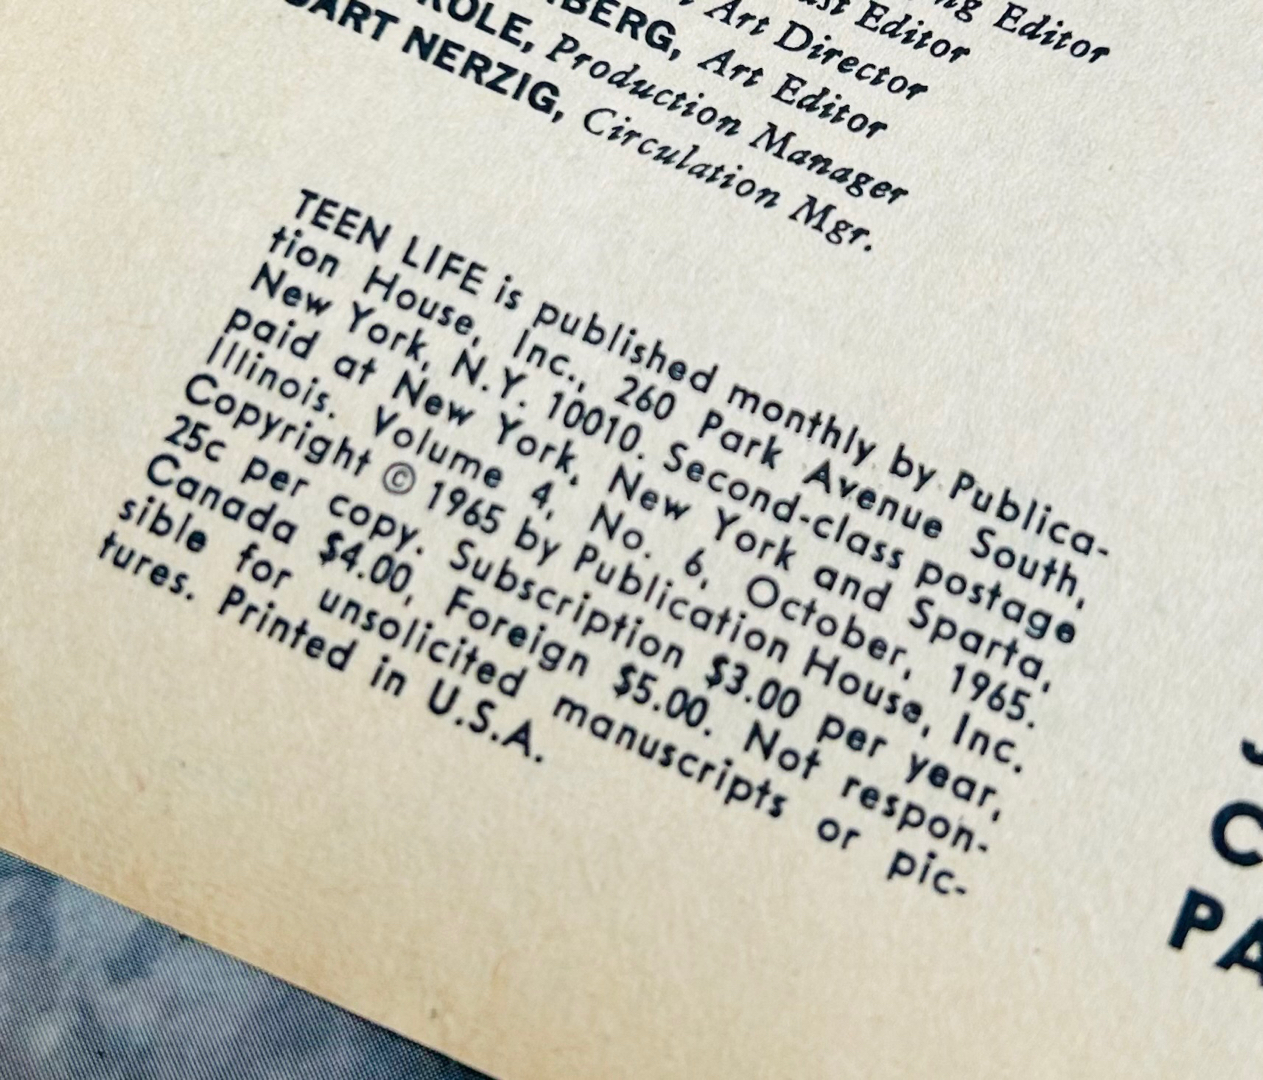 ng Editor
Editor
Art Director
BERG, Art Editor
ROLE, Production Manager
DART NERZIG, Circulation Mgr.
TEEN LIFE is published monthly by Publica-
tion House, Inc., 260 Park Avenue South,
New York, N.Y. 10010. Second-class postage
paid at New York, New York and Sparta,
Illinois. Volume 4, No. 6, October, 1965.
Copyright © 1965 by Publication House, Inc.
25c per copy. Subscription $3.00 per year,
Canada $4.00, Foreign $5.00. Not respon-
sible for unsolicited manuscripts or pic-
tures. Printed in U.S.A.
C
PA